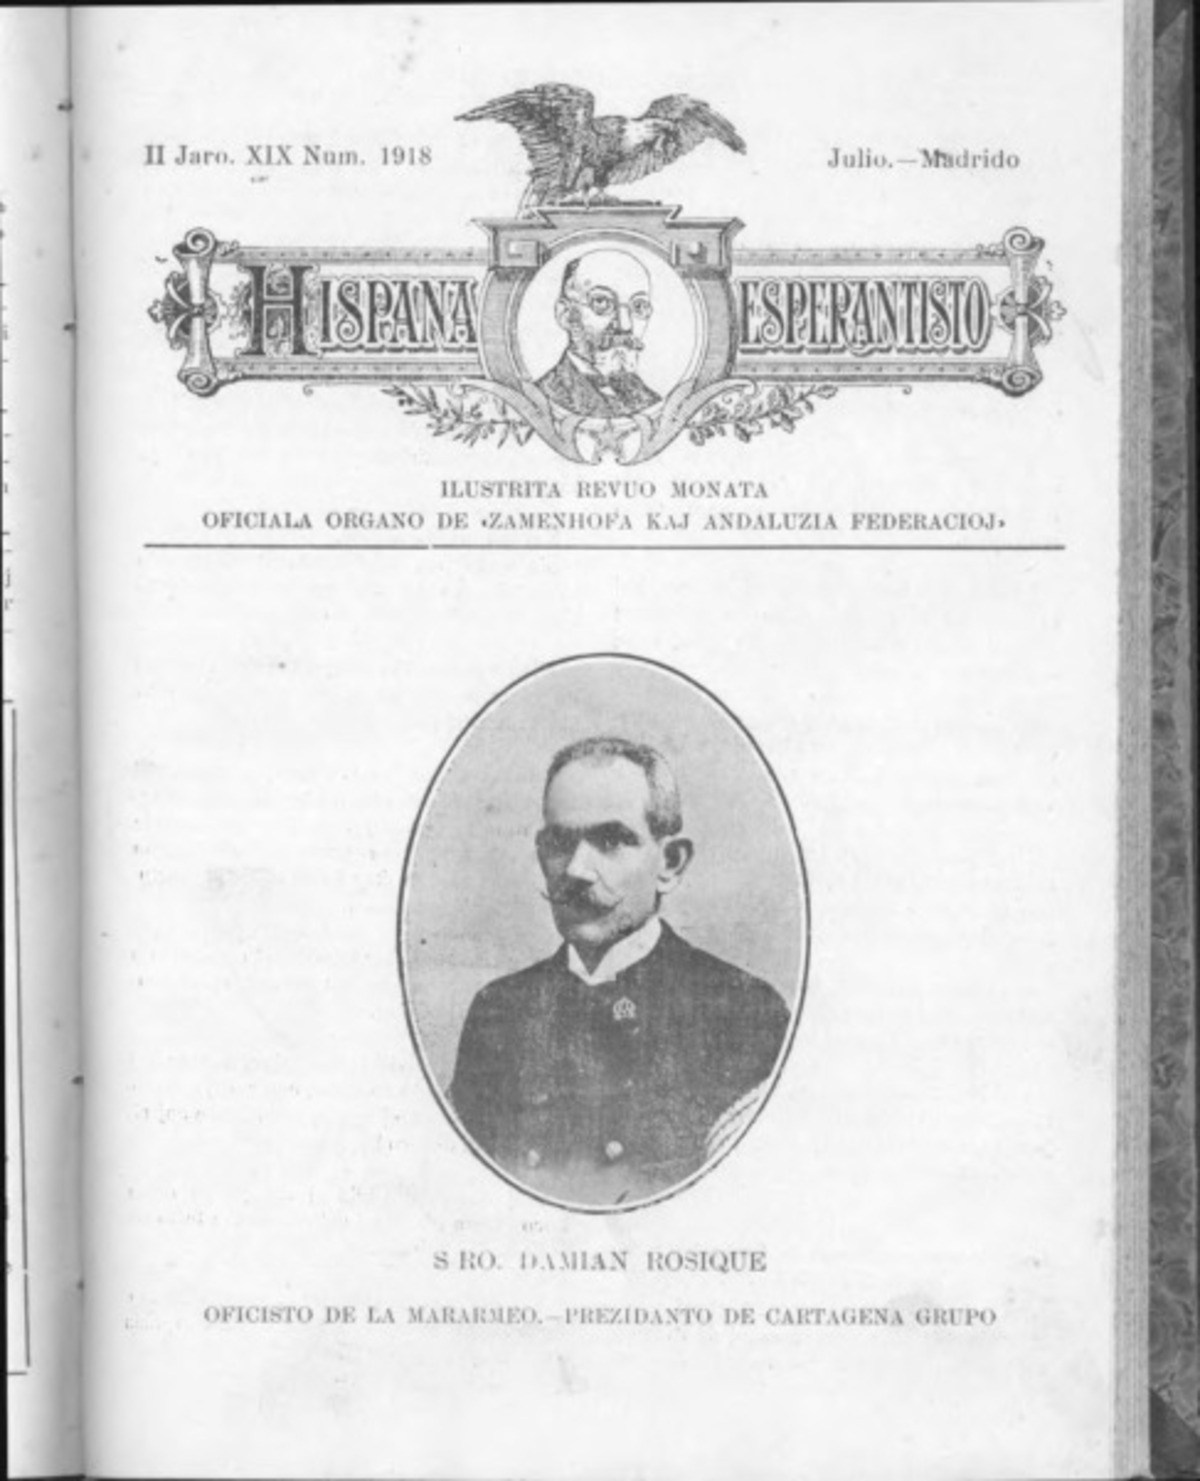 II Jaro. XIX Num. 1918
Julio.—Madrido
HISPANA ESPERANTISTO
ILUSTRITA REVUO MONATA
OFICIALA ORGANO DE «ZAMENHOFA KAJ ANDALUZIA FEDERACIOJ»
SRO. DAMIAN ROSIQUE
OFICISTO DE LA MARARMEO.—PREZIDANTO DE CARTAGENA GRUPO